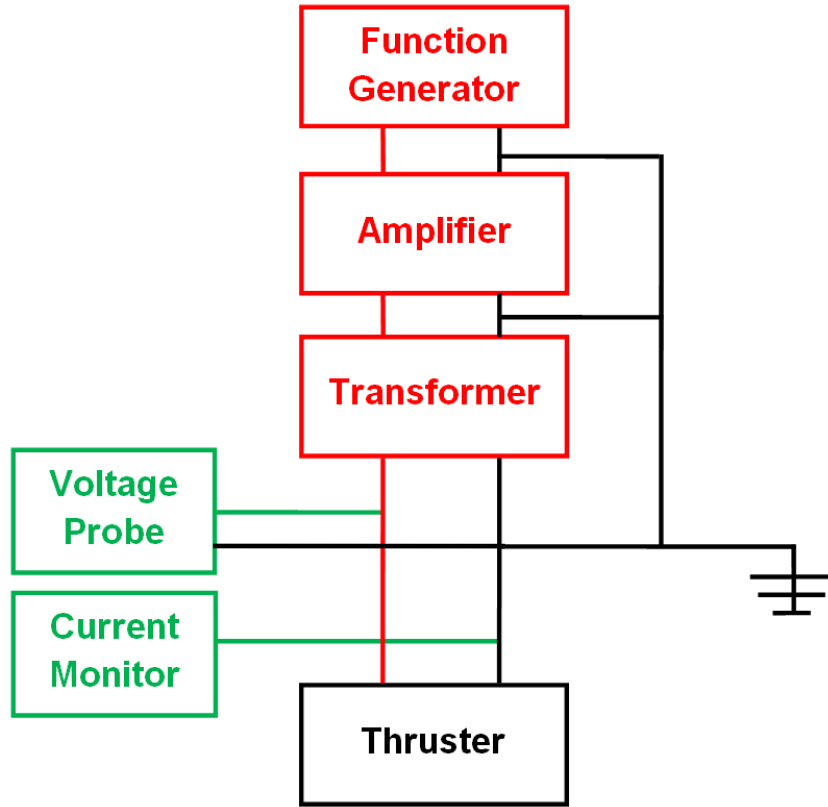 Function
Generator
Amplifier
Transformer
Voltage
Probe
Current
Monitor
Thruster